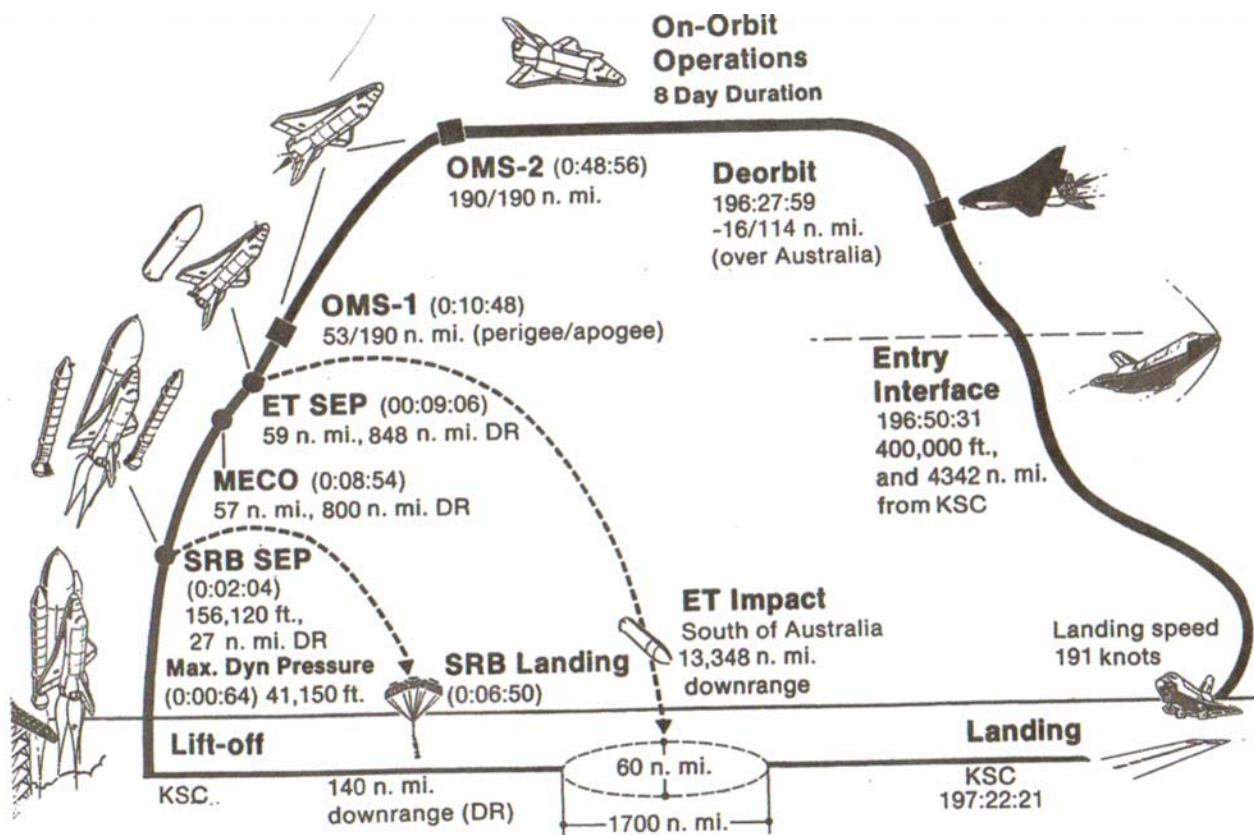 On-Orbit
Operations
8 Day Duration
OMS-2 (0:48:56)
190/190 n. mi.
Deorbit
196:27:59
-16/114 n. mi.
(over Australia)
OMS-1 (0:10:48)
53/190 n. mi. (perigee/apogee)
Entry
Interface
196:50:31
400,000 ft.,
and 4342 n. mi.
from KSC
ET SEP (00:09:06)
59 n. mi., 848 n. mi. DR
MECO (0:08:54)
57 n. mi., 800 n. mi. DR
SRB SEP
(0:02:04)
156,120 ft.,
27 n. mi. DR
Max. Dyn Pressure
(0:00:64) 41,150 ft.
SRB Landing
(0:06:50)
ET Impact
South of Australia
13,348 n. mi.
downrange
Landing speed
191 knots
Lift-off
KSC
140 n. mi.
downrange (DR)
60 n. mi.
1700 n. mi.
Landing
KSC
197:22:21